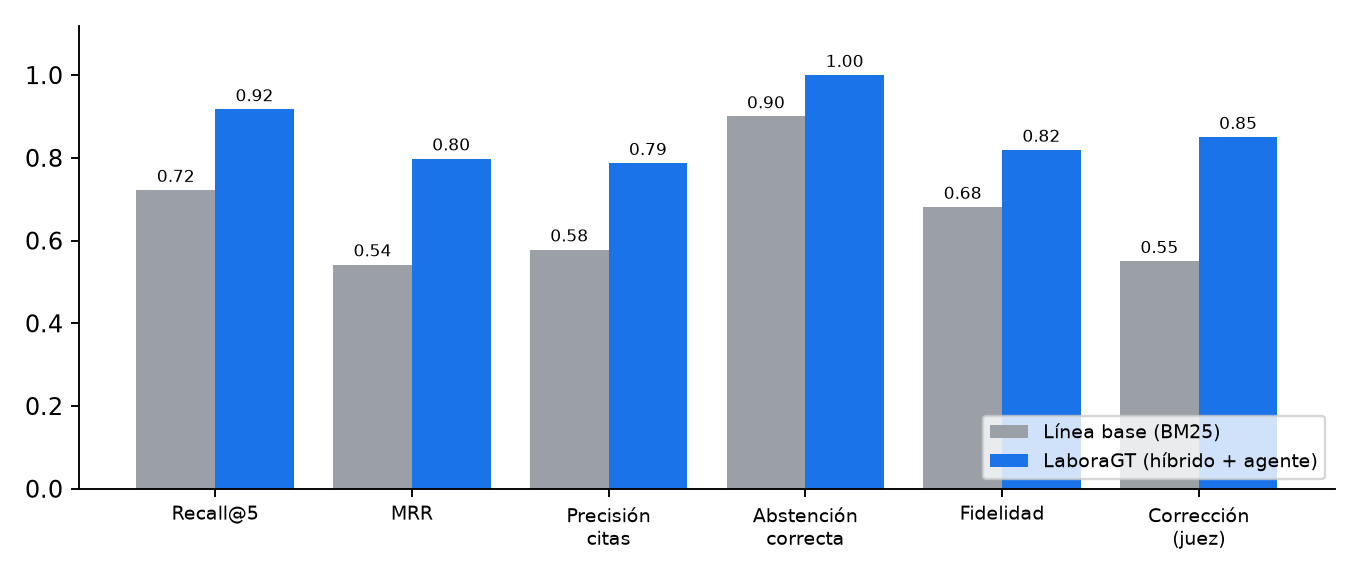 1.0
0.8
0.6
0.4
0.2
0.0
0.72
0.92
0.54
0.80
0.58
0.79
0.90
1.00
0.68
0.82
0.55
0.85
Línea base (BM25)
LaboraGT (híbrido + agente)
Recall@5
MRR
Precisión
citas
Abstención
correcta
Fidelidad
Corrección
(juez)